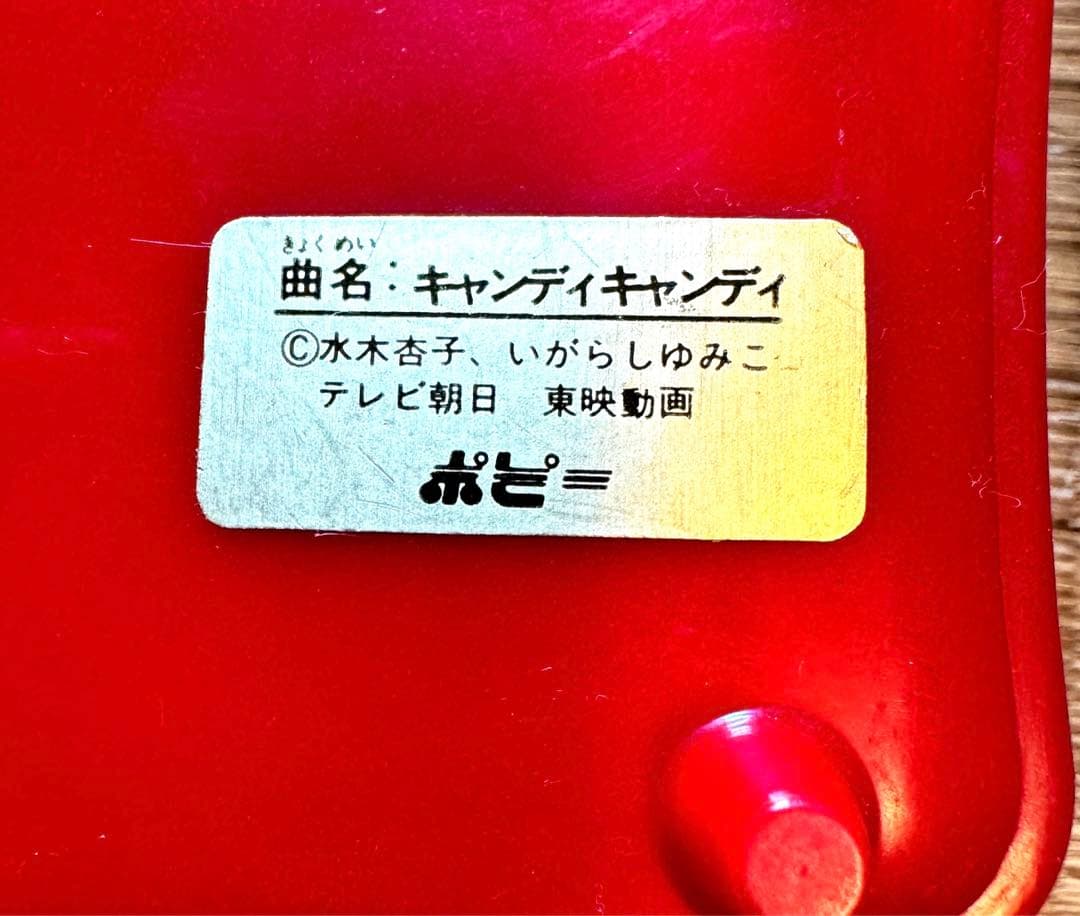 きょくめい
曲名:キャンディキャンディ
Ⓒ水木杏子、いがらしゆみこ
テレビ朝日 東映動画
ポピー